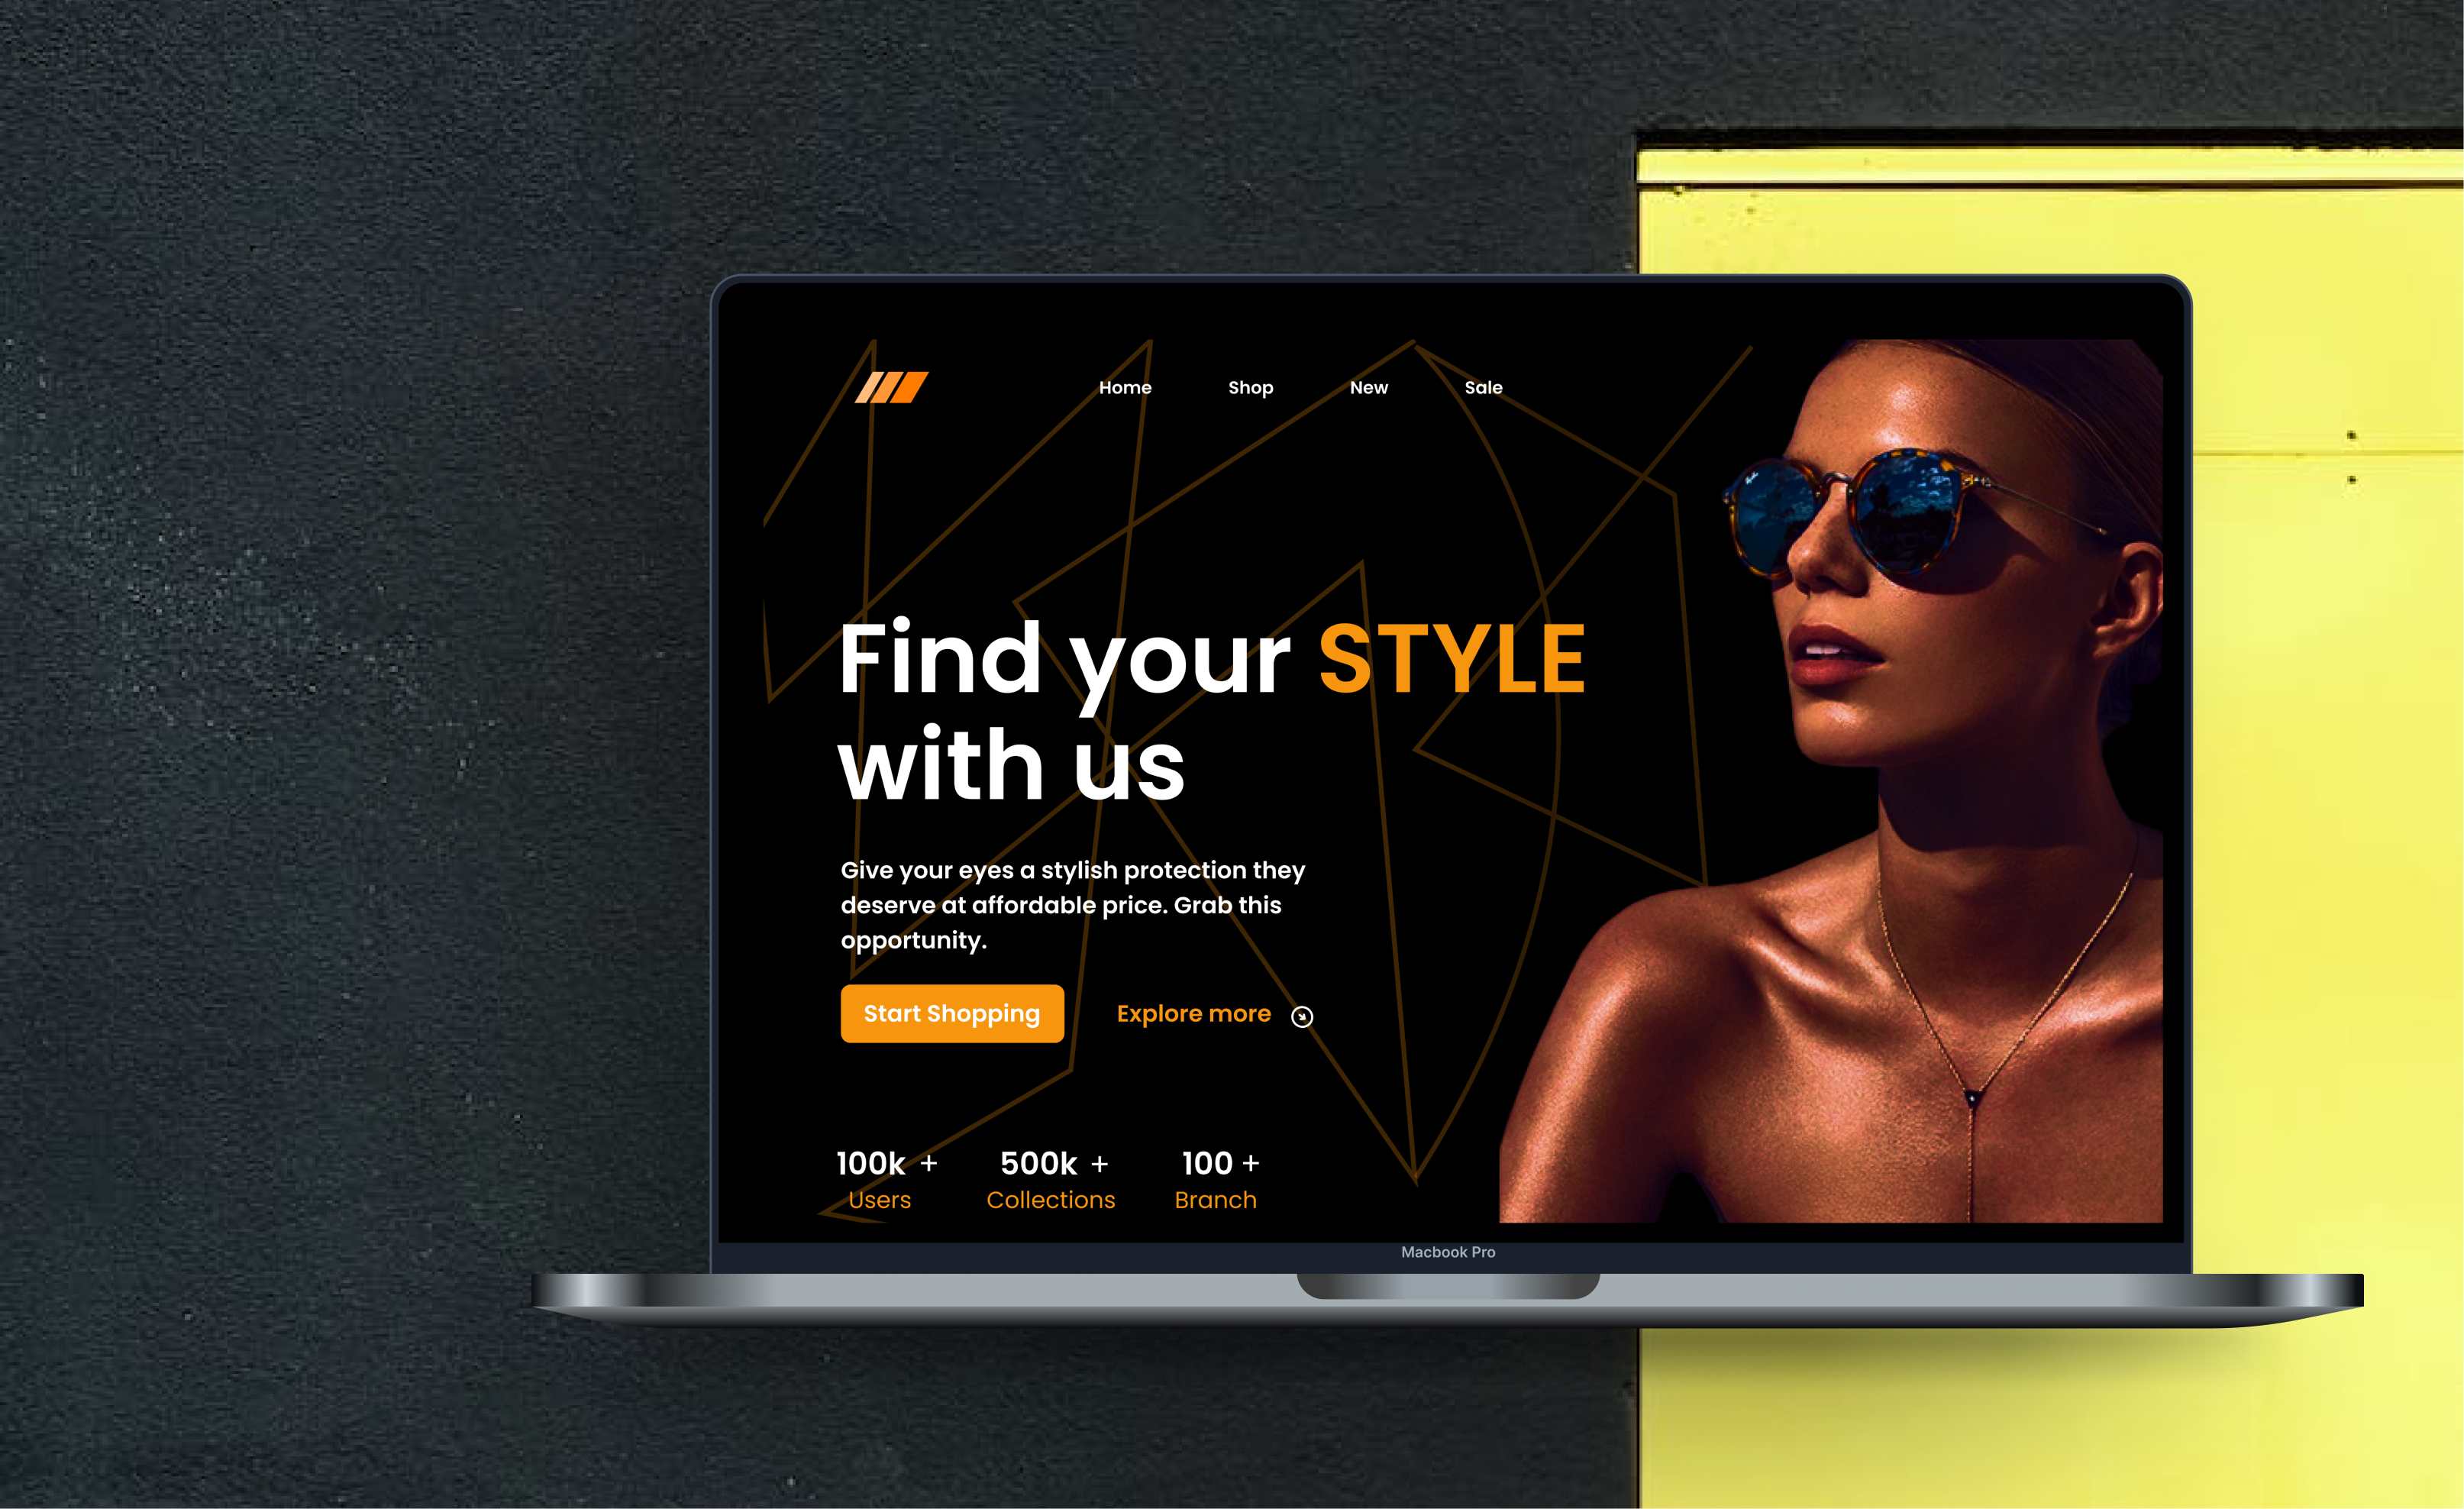 Home Shop New Sale
Find your STYLE
with us
Give your eyes a stylish protection they
deserve at affordable price. Grab this
opportunity.
Start Shopping Explore more
100k + 500k + 100 +
Users Collections Branch
Macbook Pro